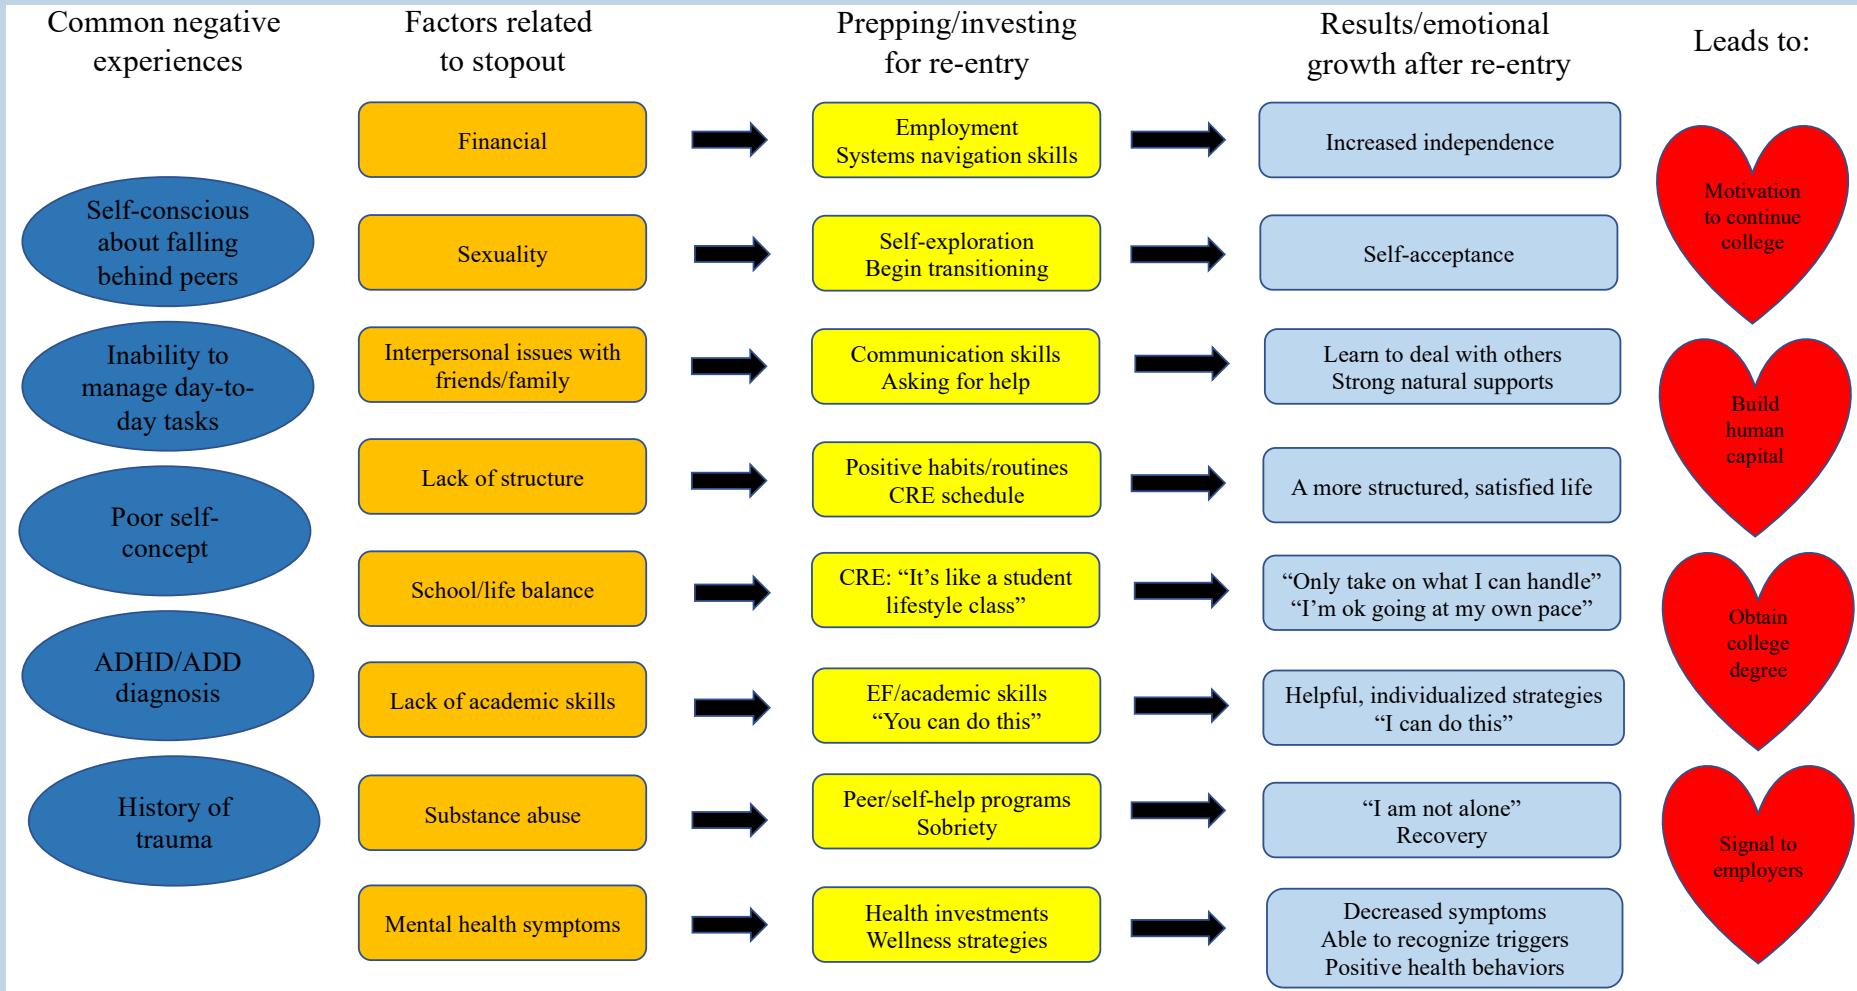 Common negative
experiences
Factors related
to stopout
Prepping/investing
for re-entry
Results/emotional
growth after re-entry
Leads to:
Self-conscious
about falling
behind peers
Inability to
manage day-to-
day tasks
Poor self-
concept
ADHD/ADD
diagnosis
History of
trauma
Financial
Employment
Systems navigation skills
Increased independence
Sexuality
Self-exploration
Begin transitioning
Self-acceptance
Interpersonal issues with
friends/family
Communication skills
Asking for help
Learn to deal with others
Strong natural supports
Lack of structure
Positive habits/routines
CRE schedule
A more structured, satisfied life
School/life balance
CRE: “It’s like a student
lifestyle class”
“Only take on what I can handle”
“I’m ok going at my own pace”
Lack of academic skills
EF/academic skills
“You can do this”
Helpful, individualized strategies
“I can do this”
Substance abuse
Peer/self-help programs
Sobriety
“I am not alone”
Recovery
Mental health symptoms
Health investments
Wellness strategies
Decreased symptoms
Able to recognize triggers
Positive health behaviors
Motivation
to continue
college
Build
human
capital
Obtain
college
degree
Signal to
employers